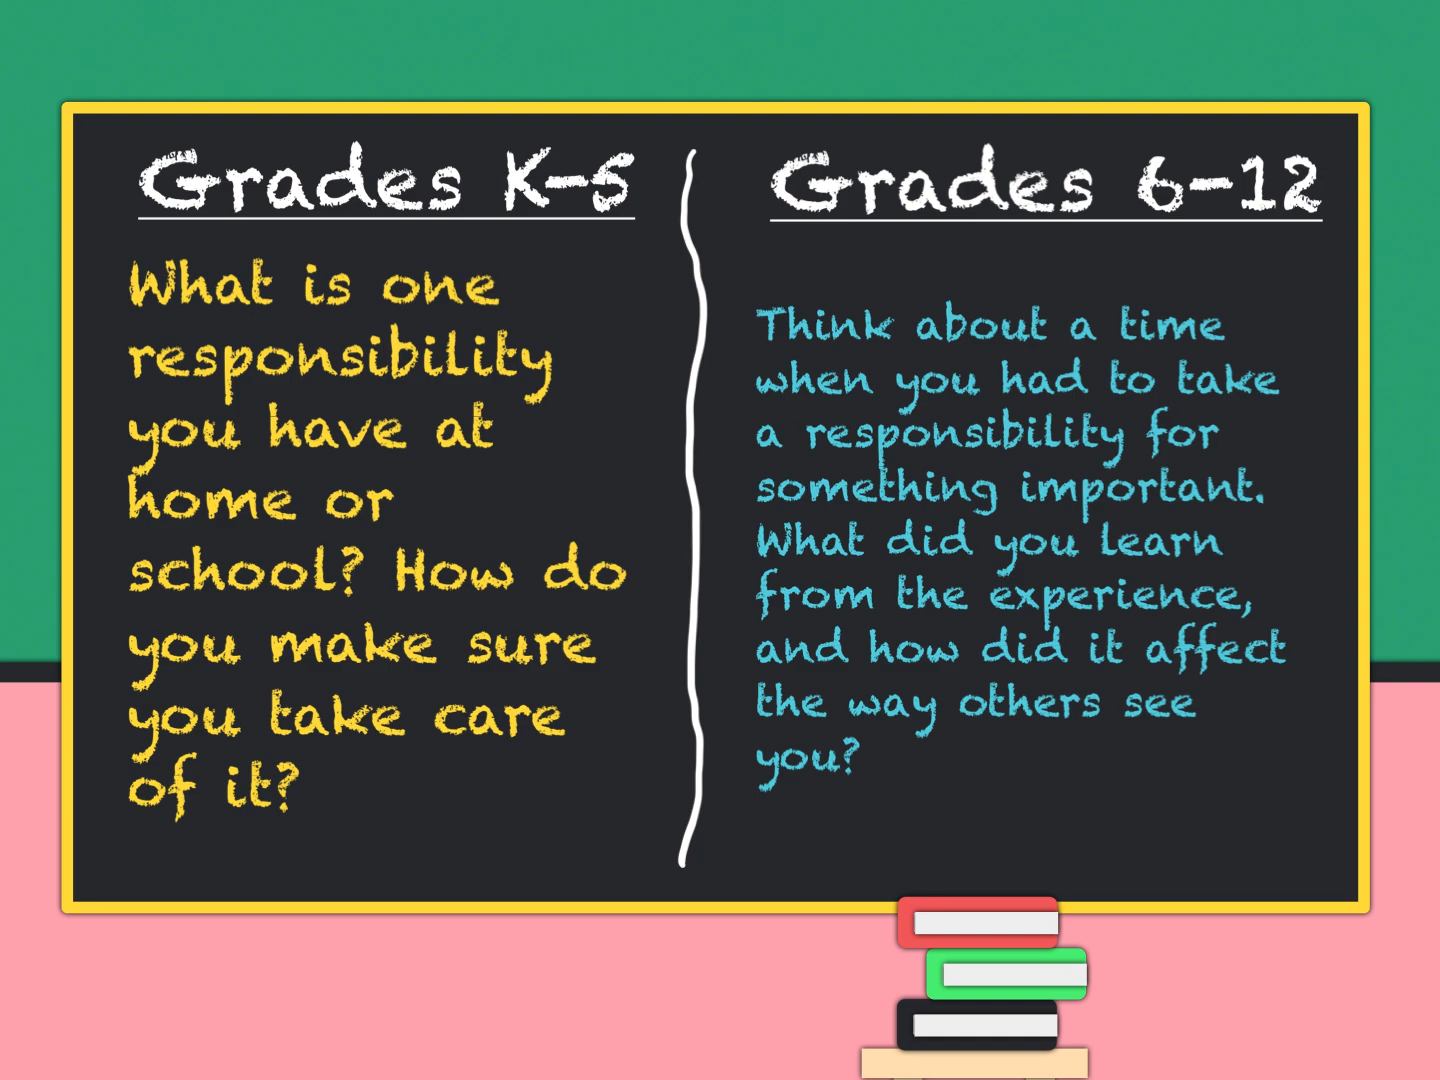 Grades K-5
What is one
responsibility
you have at
home or
school? How do
you make sure
you take care
of it?
Grades 6-12
Think about a time
when you had to take
a responsibility for
something important.
What did you learn
from the experience,
and how did it affect
the way others see
you?